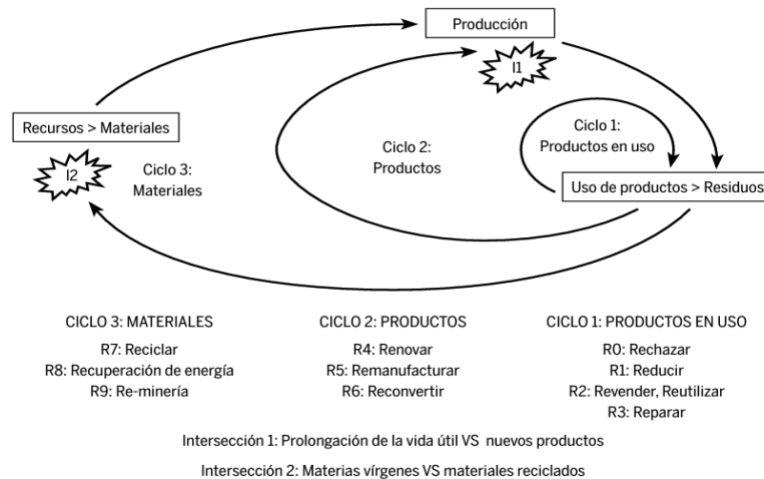 Producción
I1
Recursos > Materiales
Ciclo 1:
Productos en uso
Ciclo 2:
Productos
I2
Ciclo 3:
Materiales
Uso de productos > Residuos
CICLO 3: MATERIALES
R7: Reciclar
R8: Recuperación de energía
R9: Re-minería
CICLO 2: PRODUCTOS
R4: Renovar
R5: Remanufacturar
R6: Reconvertir
CICLO 1: PRODUCTOS EN USO
R0: Rechazar
R1: Reducir
R2: Revender, Reutilizar
R3: Reparar
Intersección 1: Prolongación de la vida útil VS nuevos productos
Intersección 2: Materias vírgenes VS materiales reciclados